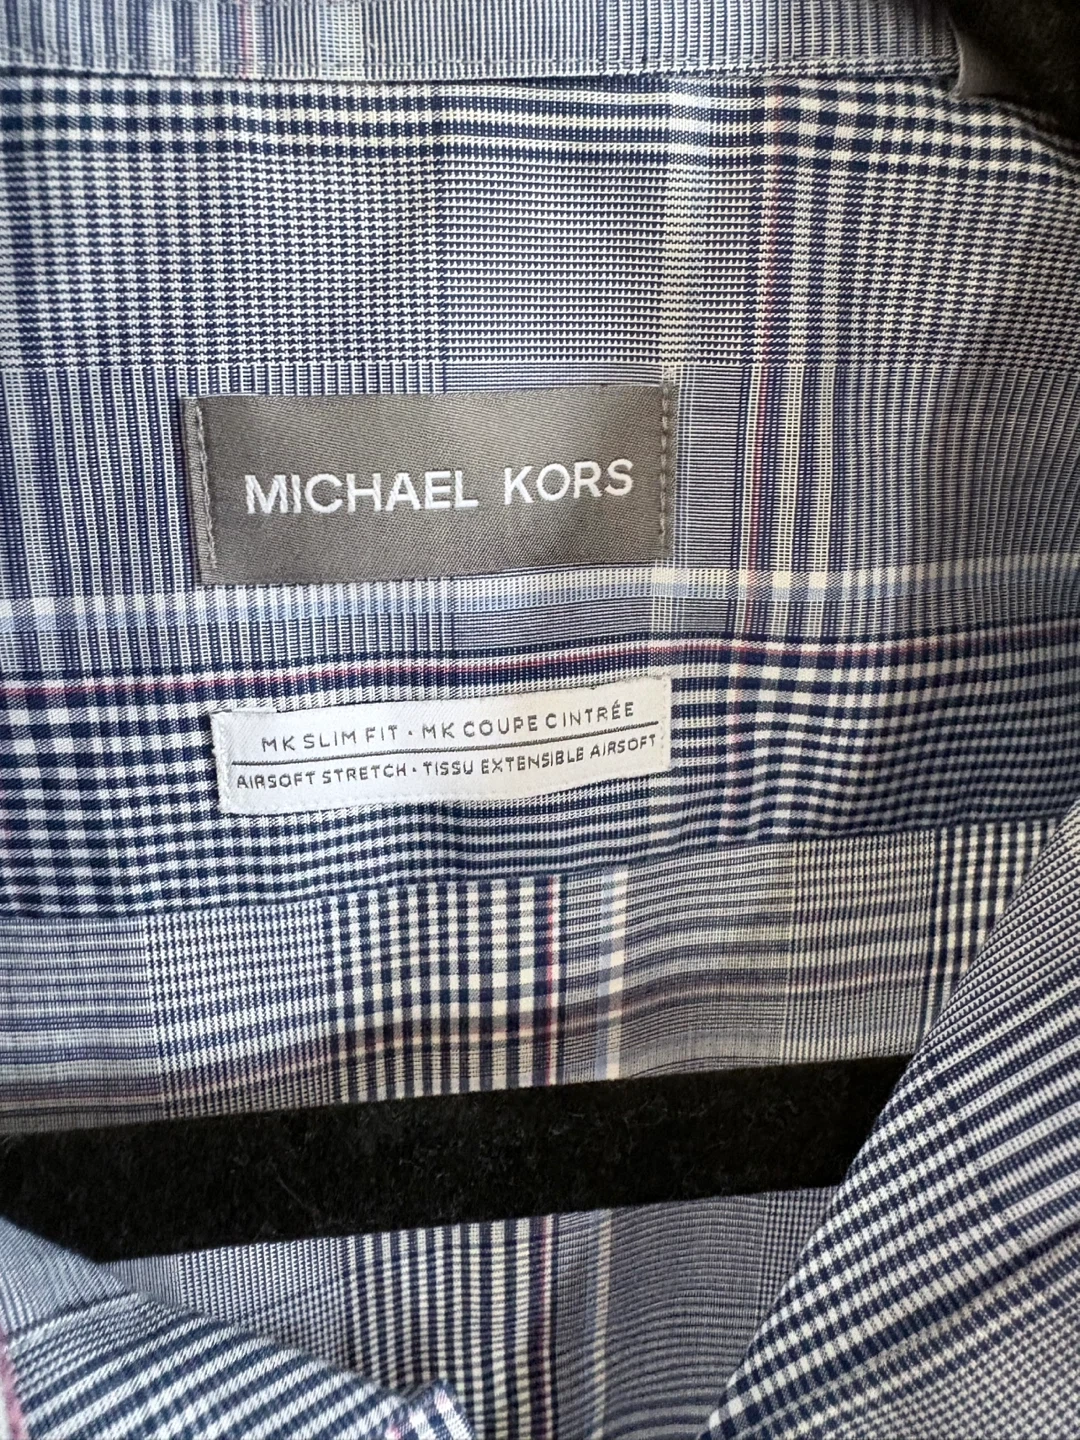 MICHAEL KORS
MK SLIM FIT · MK COUPE CINTRÉE
AIRSOFT STRETCH · TISSU EXTENSIBLE AIRSOFT